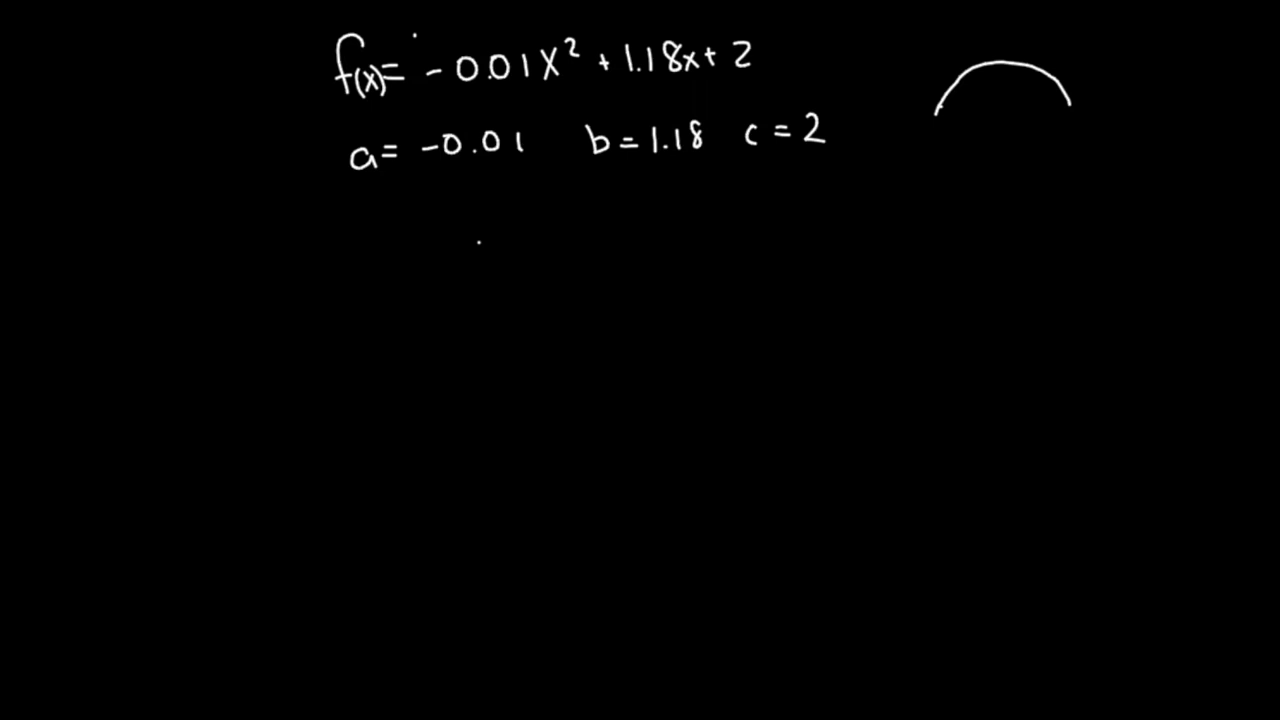 f(x)= -0.01x² + 1.18x + 2
a = -0.01 b = 1.18 c = 2